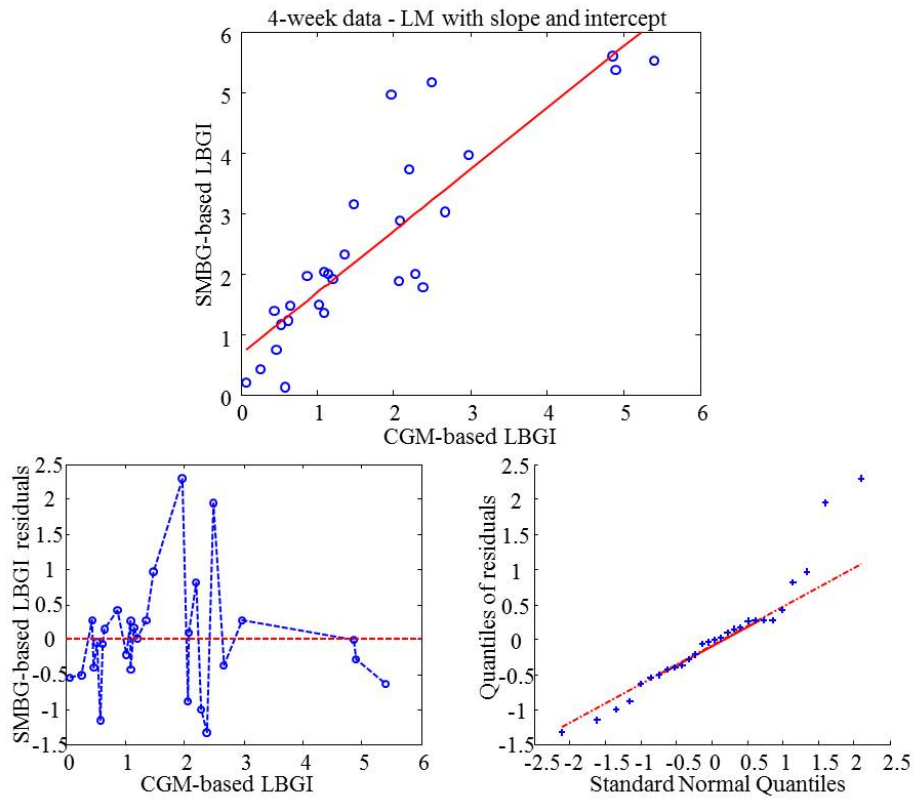 4-week data - LM with slope and intercept
6
5
4
3
2
1
0
SMBG-based LBGI
0 1 2 3 4 5 6
CGM-based LBGI
2.5
2
1.5
1
0.5
0
-0.5
-1
-1.5
SMBG-based LBGI residuals
0 1 2 3 4 5 6
CGM-based LBGI
2.5
2
1.5
1
0.5
0
-0.5
-1
-1.5
Quantiles of residuals
-2.5 -2 -1.5 -1 -0.5 0 0.5 1 1.5 2 2.5
Standard Normal Quantiles